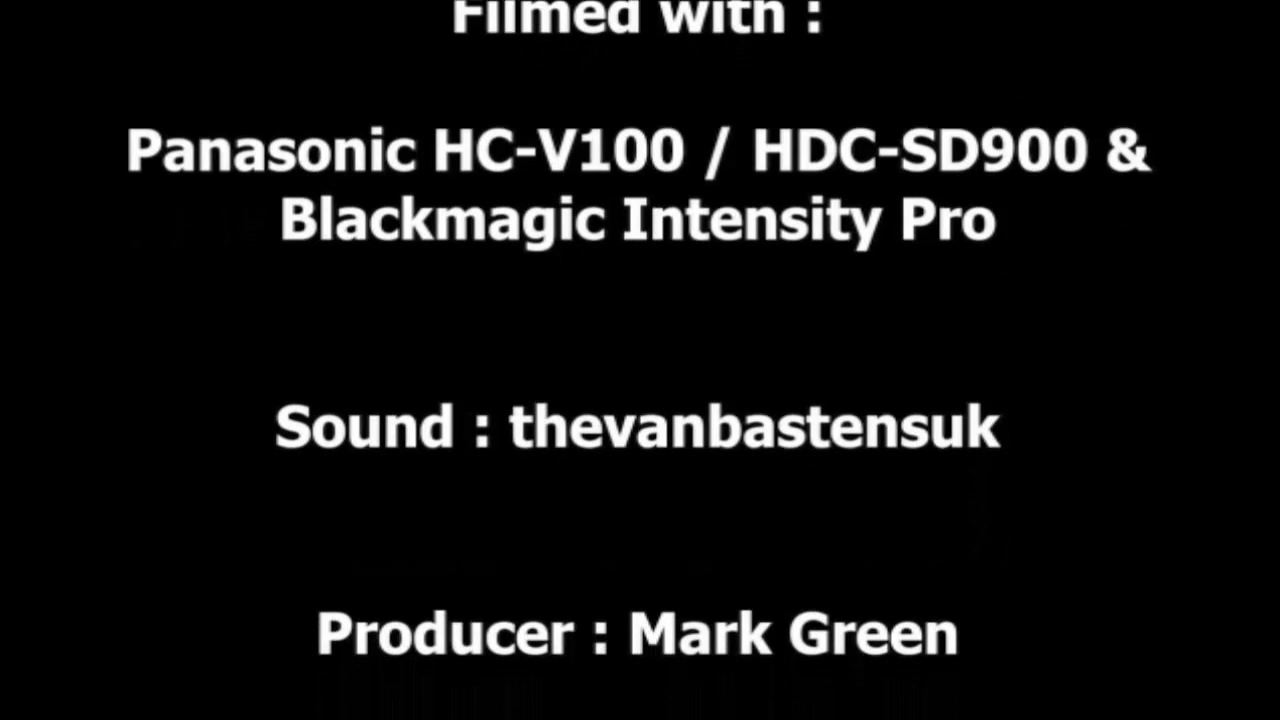 Filmed with :
Panasonic HC-V100 / HDC-SD900 &
Blackmagic Intensity Pro
Sound : thevanbastensuk
Producer : Mark Green